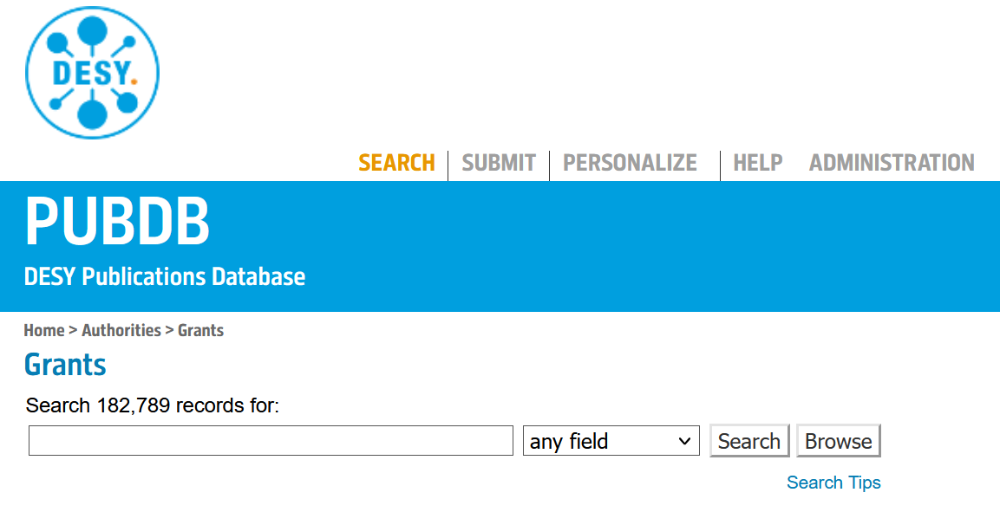 DESY.
SEARCH SUBMIT PERSONALIZE HELP ADMINISTRATION
PUBDB
DESY Publications Database
Home > Authorities > Grants
Grants
Search 182,789 records for:
any field Search Browse
Search Tips